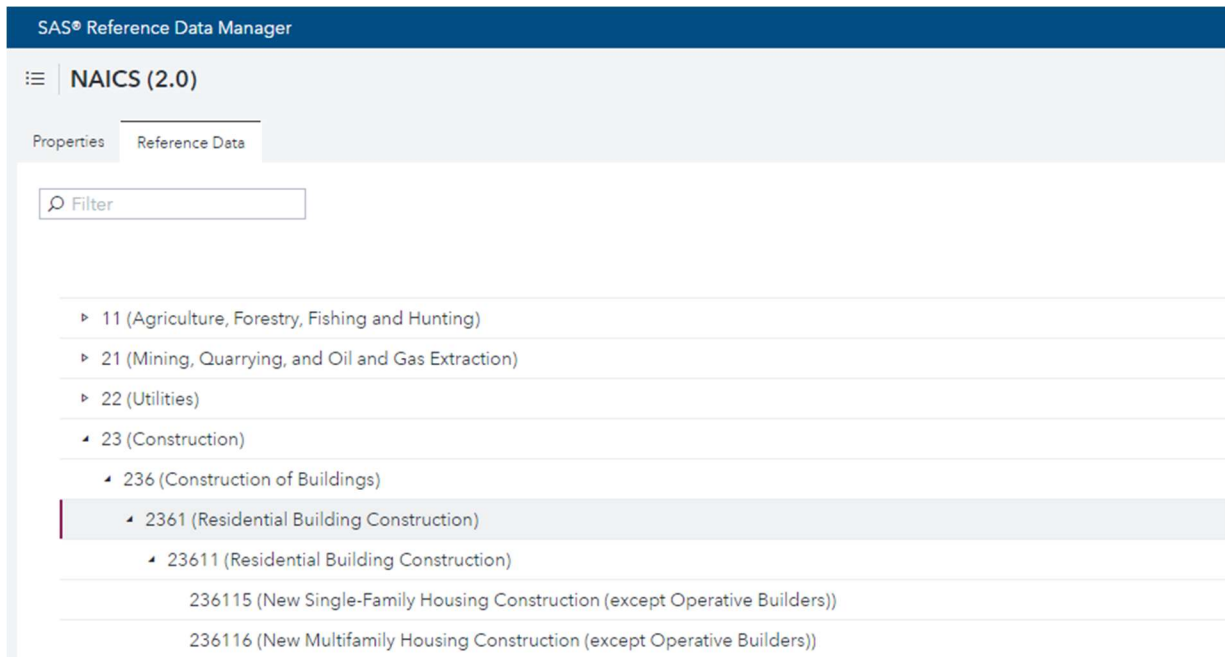 SAS® Reference Data Manager
NAICS (2.0)
Properties Reference Data
Filter
11 (Agriculture, Forestry, Fishing and Hunting)
21 (Mining, Quarrying, and Oil and Gas Extraction)
22 (Utilities)
23 (Construction)
236 (Construction of Buildings)
2361 (Residential Building Construction)
23611 (Residential Building Construction)
236115 (New Single-Family Housing Construction (except Operative Builders))
236116 (New Multifamily Housing Construction (except Operative Builders))